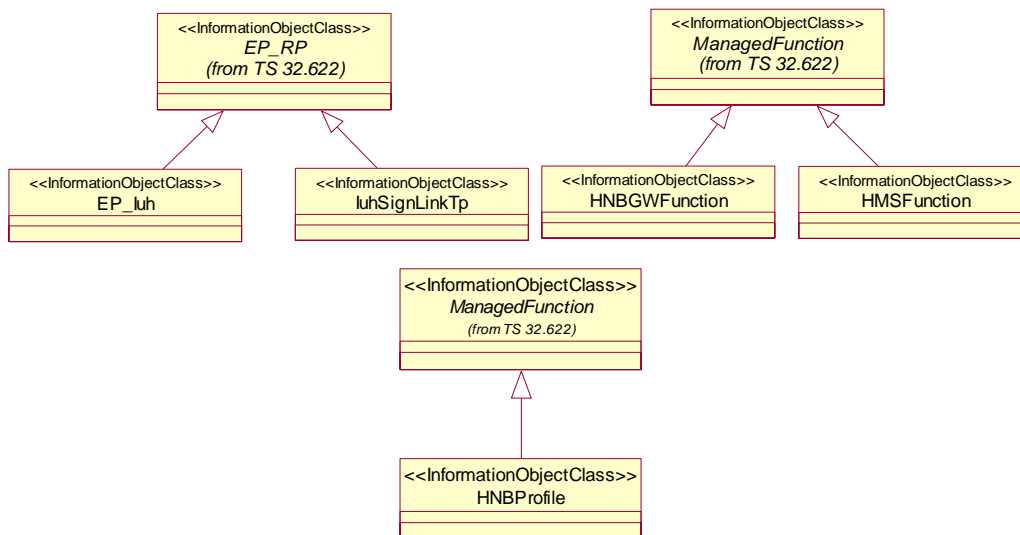 <<InformationObjectClass>>
EP_RP
(from TS 32.622)
<<InformationObjectClass>>
ManagedFunction
(from TS 32.622)
<<InformationObjectClass>>
EP_Iuh
<<InformationObjectClass>>
IuhSignLinkTp
<<InformationObjectClass>>
HNBGWFunction
<<InformationObjectClass>>
HMSFunction
<<InformationObjectClass>>
ManagedFunction
(from TS 32.622)
<<InformationObjectClass>>
HNBProfile